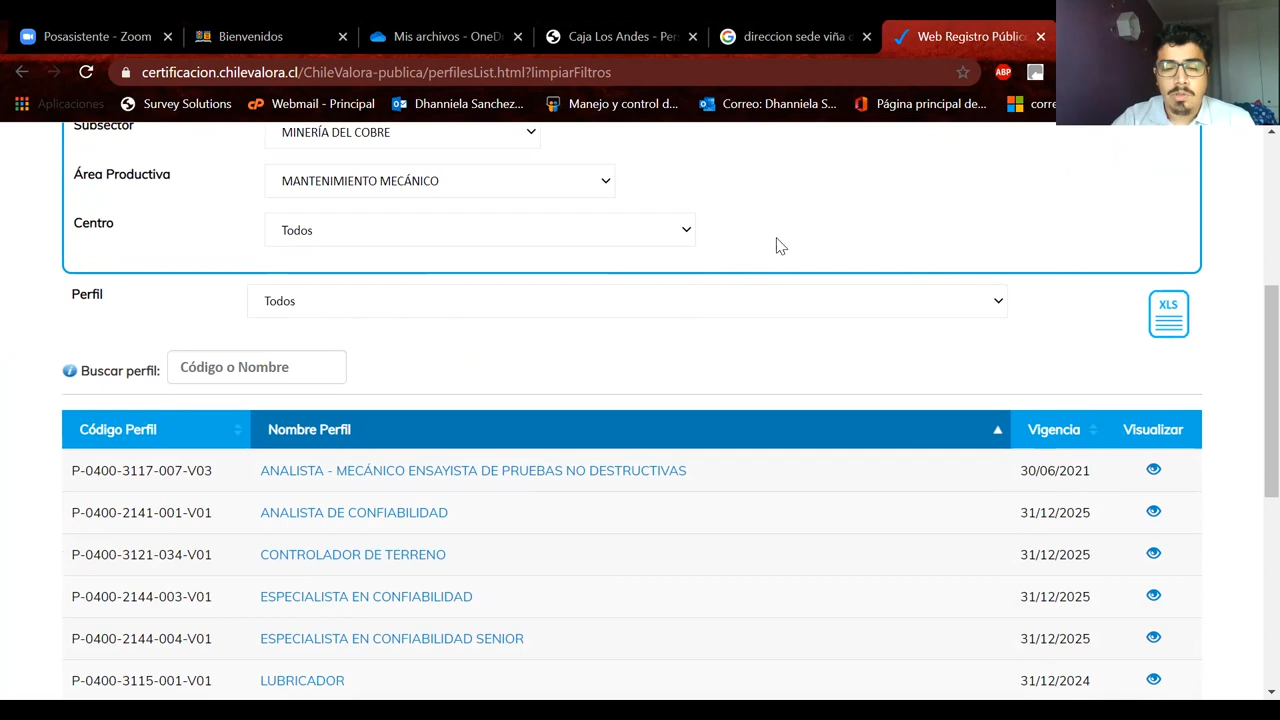 Posasistente - Zoom
Bienvenidos
Mis archivos - OneD
Caja Los Andes - Per
direccion sede viña d
Web Registro Públic
certificacion.chilevalora.cl/ChileValora-publica/perfilesList.html?limpiarFiltros
ABP
Aplicaciones
Survey Solutions
Webmail - Principal
Dhanniela Sanchez...
Manejo y control d...
Correo: Dhanniela S...
Página principal de...
corre
Subsector
MINERÍA DEL COBRE
Área Productiva
MANTENIMIENTO MECÁNICO
Centro
Todos
Perfil
Todos
XLS
Buscar perfil:
Código o Nombre
Código Perfil Nombre Perfil Vigencia Visualizar
P-0400-3117-007-V03 ANALISTA - MECÁNICO ENSAYISTA DE PRUEBAS NO DESTRUCTIVAS 30/06/2021
P-0400-2141-001-V01 ANALISTA DE CONFIABILIDAD 31/12/2025
P-0400-3121-034-V01 CONTROLADOR DE TERRENO 31/12/2025
P-0400-2144-003-V01 ESPECIALISTA EN CONFIABILIDAD 31/12/2025
P-0400-2144-004-V01 ESPECIALISTA EN CONFIABILIDAD SENIOR 31/12/2025
P-0400-3115-001-V01 LUBRICADOR 31/12/2024